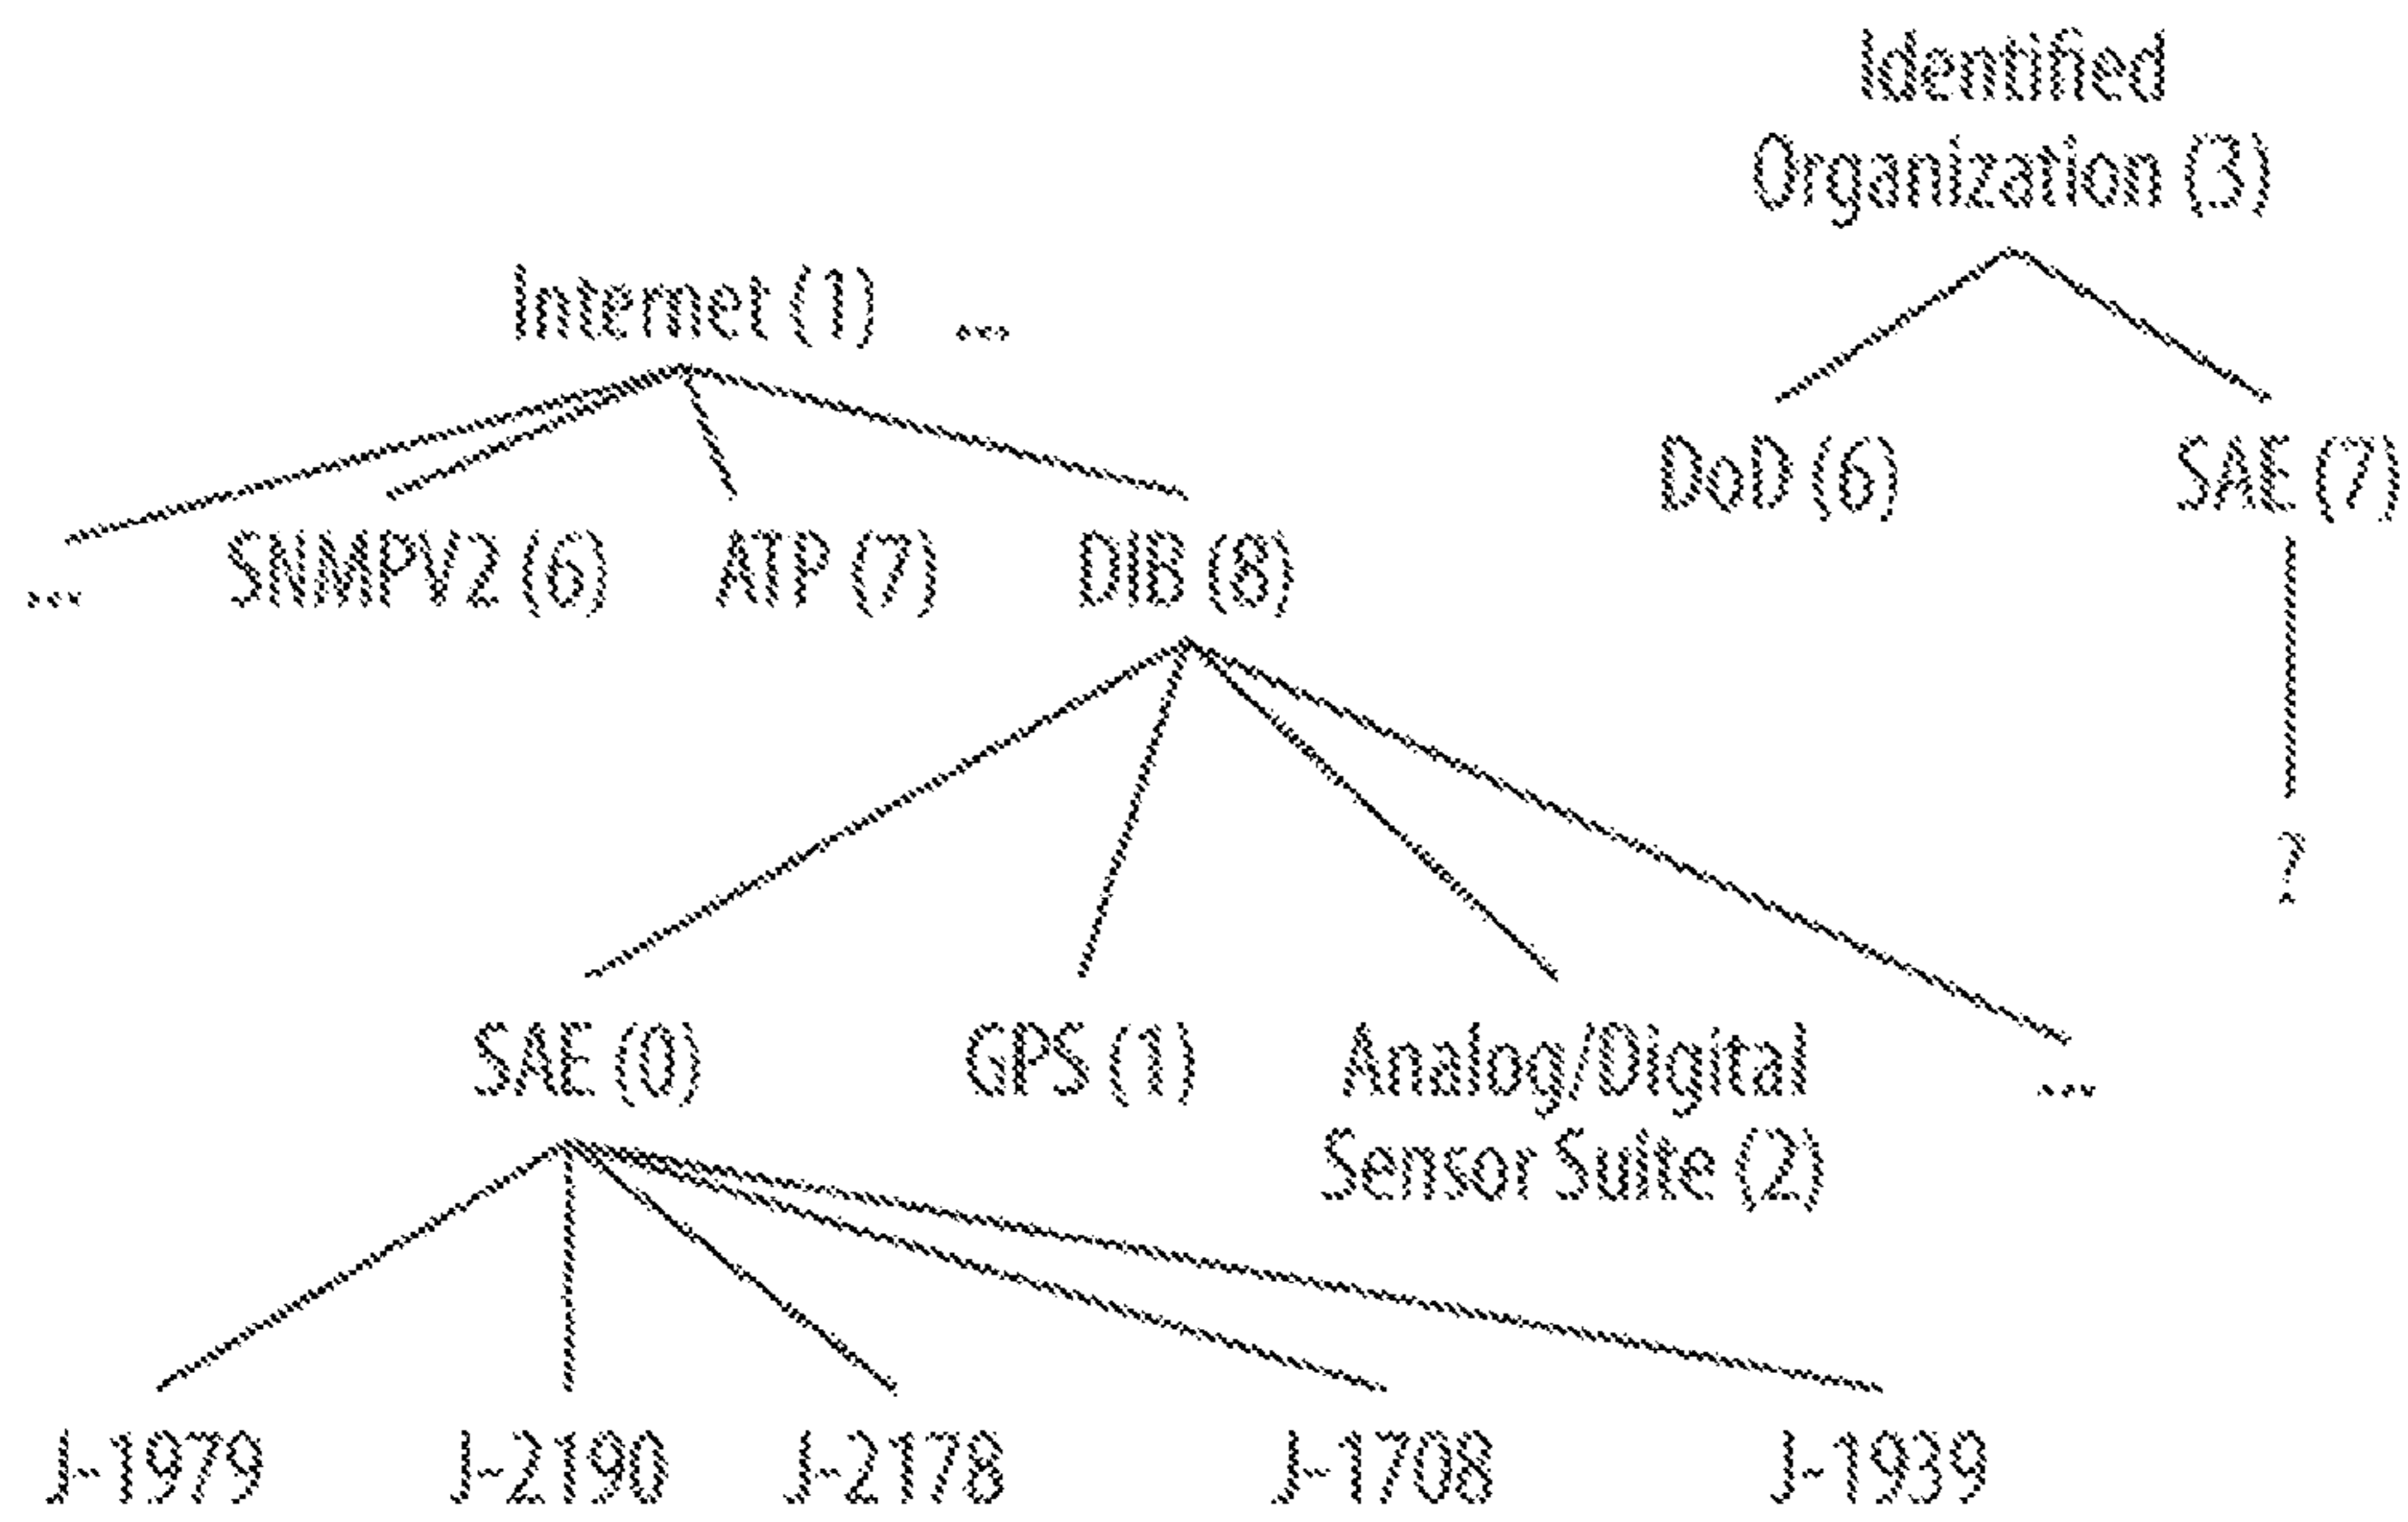 Identified
Organization (3)
Internet (1) ...
DoD (6) SAE (7)
... SNMPV2 (6) ATP (7) DIB (8)
?
SAE (0) GPS (1) Analog/Digital ...
Sensor Suite (2)
J-1979 J-2190 J-2178 J-1708 J-1939